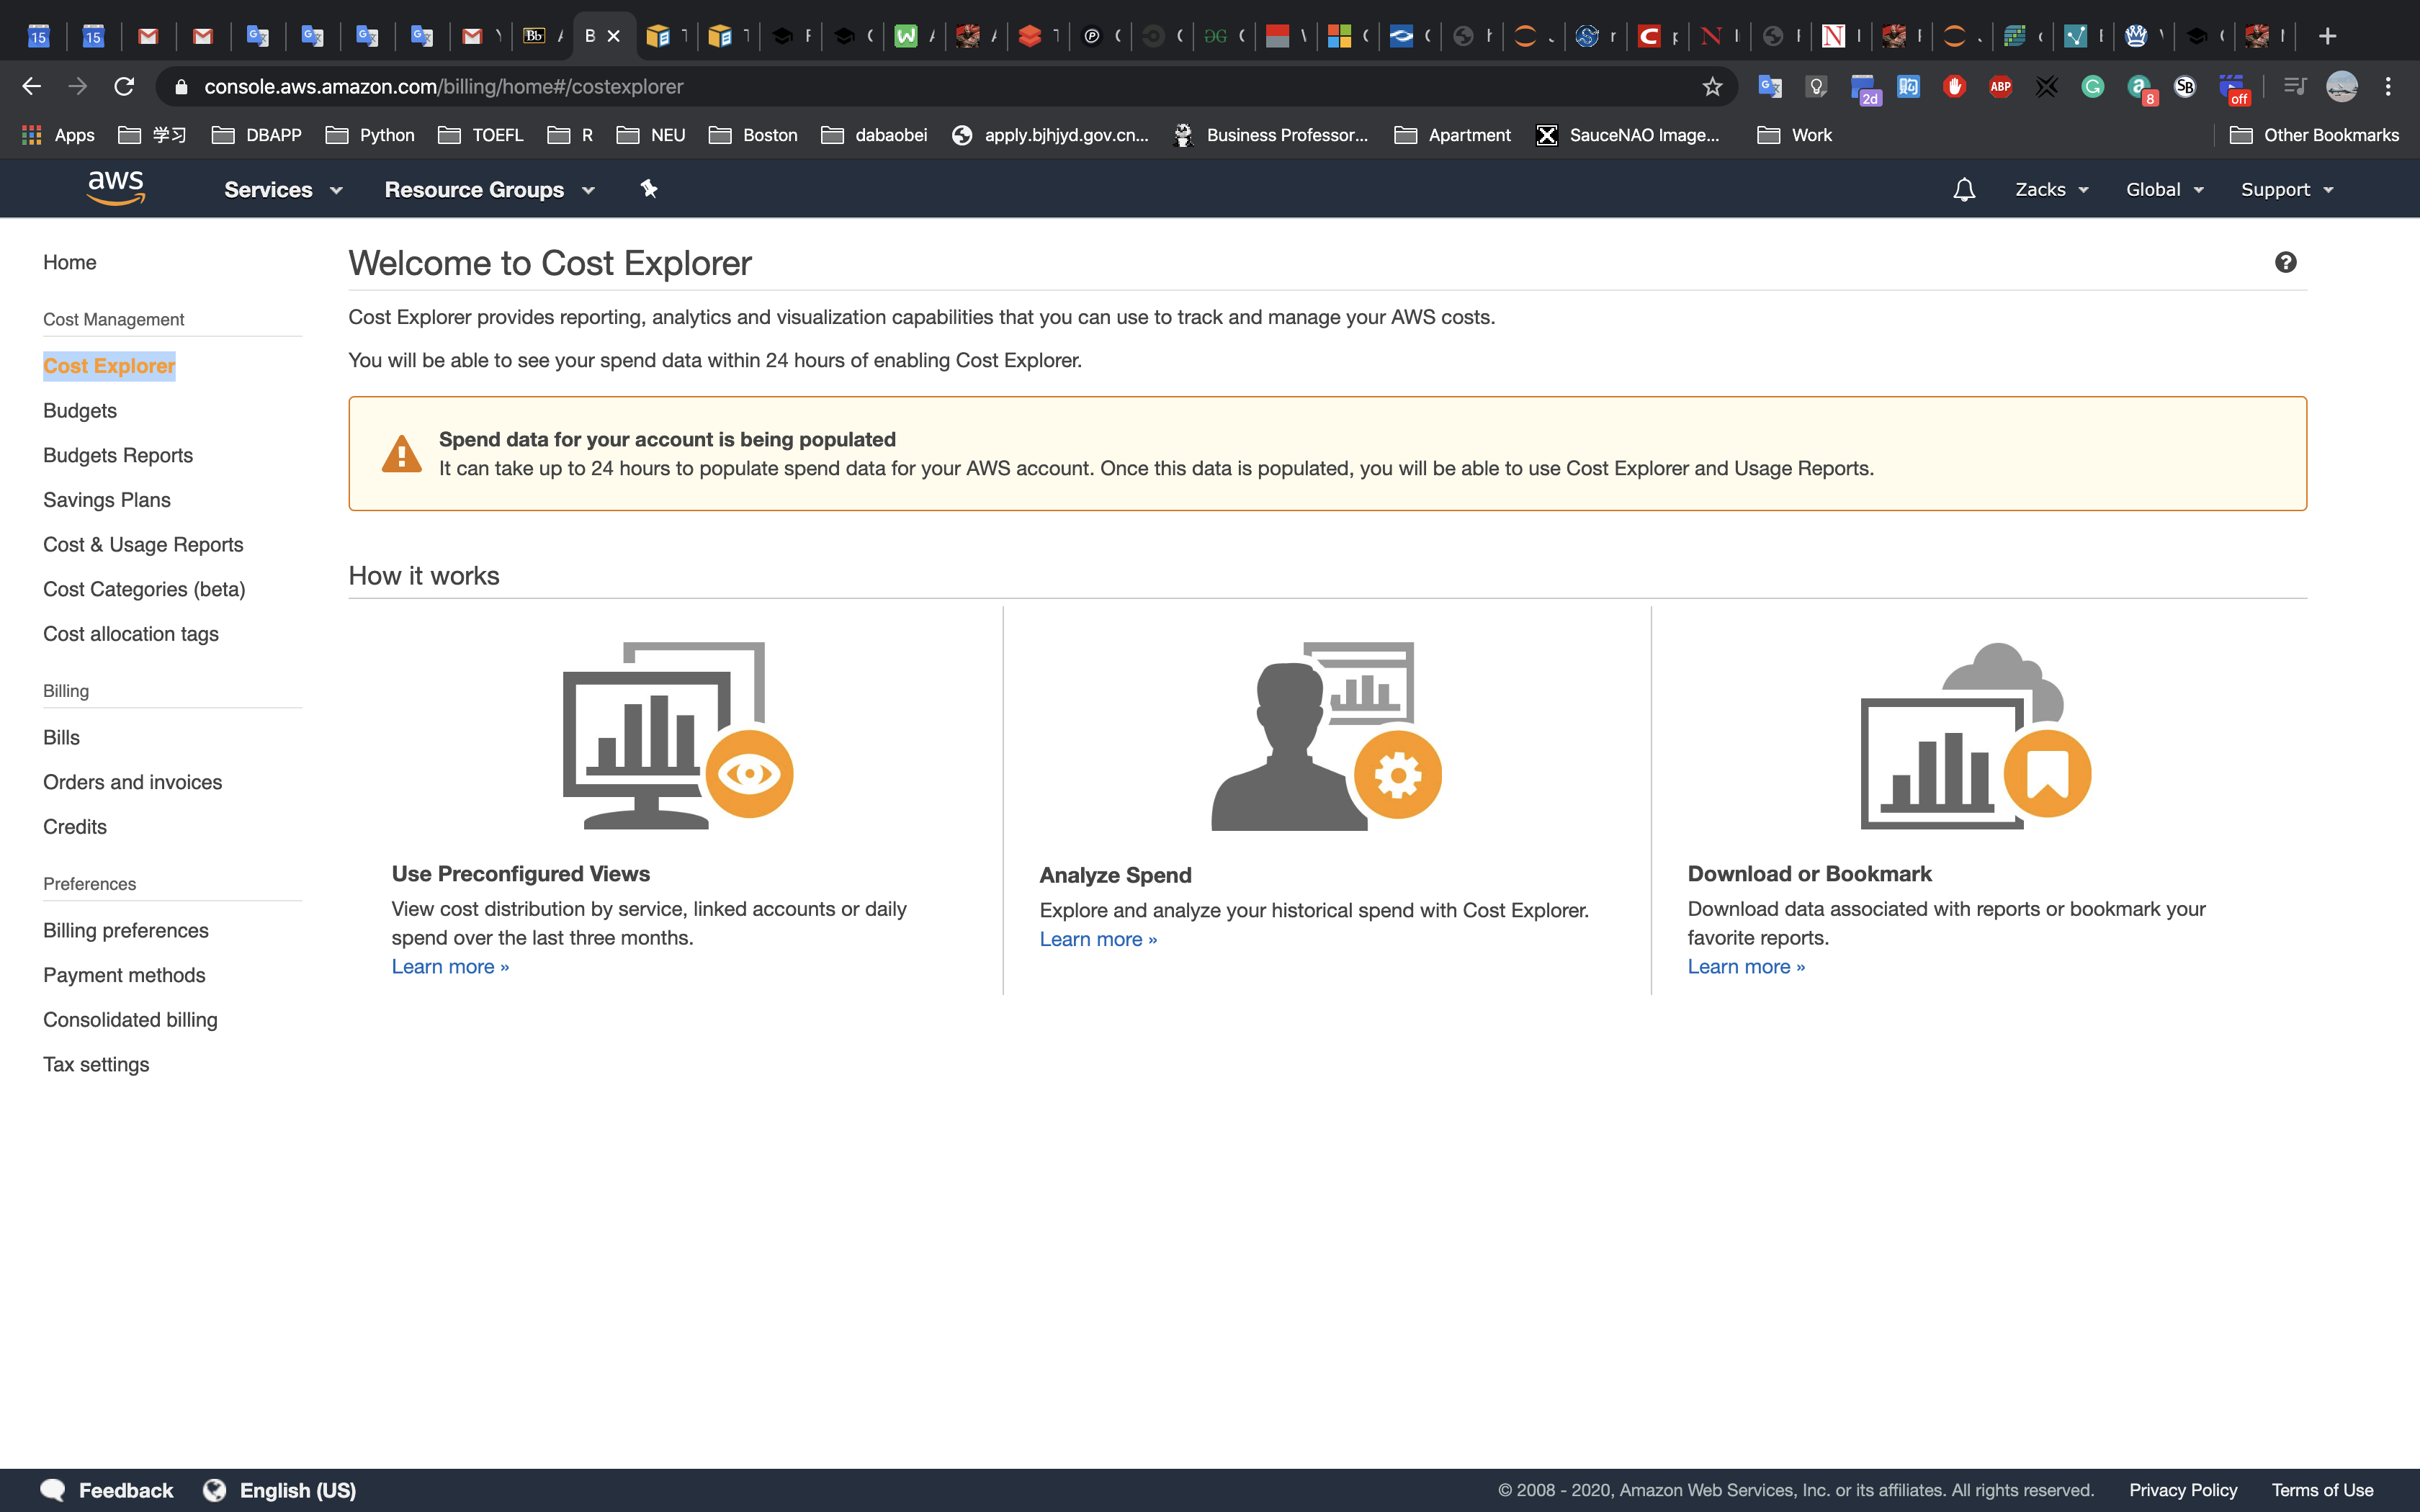 15
15
Bb
B
console.aws.amazon.com/billing/home#/costexplorer
2d
ABP
8
SB
off
Apps
学习
DBAPP
Python
TOEFL
R
NEU
Boston
dabaobei
apply.bjhjyd.gov.cn...
Business Professor...
Apartment
SauceNAO Image...
Work
Other Bookmarks
aws
Services
Resource Groups
Zacks
Global
Support
Home
Cost Management
Cost Explorer
Budgets
Budgets Reports
Savings Plans
Cost & Usage Reports
Cost Categories (beta)
Cost allocation tags
Billing
Bills
Orders and invoices
Credits
Preferences
Billing preferences
Payment methods
Consolidated billing
Tax settings
Welcome to Cost Explorer
Cost Explorer provides reporting, analytics and visualization capabilities that you can use to track and manage your AWS costs.
You will be able to see your spend data within 24 hours of enabling Cost Explorer.
Spend data for your account is being populated
It can take up to 24 hours to populate spend data for your AWS account. Once this data is populated, you will be able to use Cost Explorer and Usage Reports.
How it works
Use Preconfigured Views
View cost distribution by service, linked accounts or daily
spend over the last three months.
Learn more »
Analyze Spend
Explore and analyze your historical spend with Cost Explorer.
Learn more »
Download or Bookmark
Download data associated with reports or bookmark your
favorite reports.
Learn more »
Feedback
English (US)
© 2008 - 2020, Amazon Web Services, Inc. or its affiliates. All rights reserved.
Privacy Policy
Terms of Use